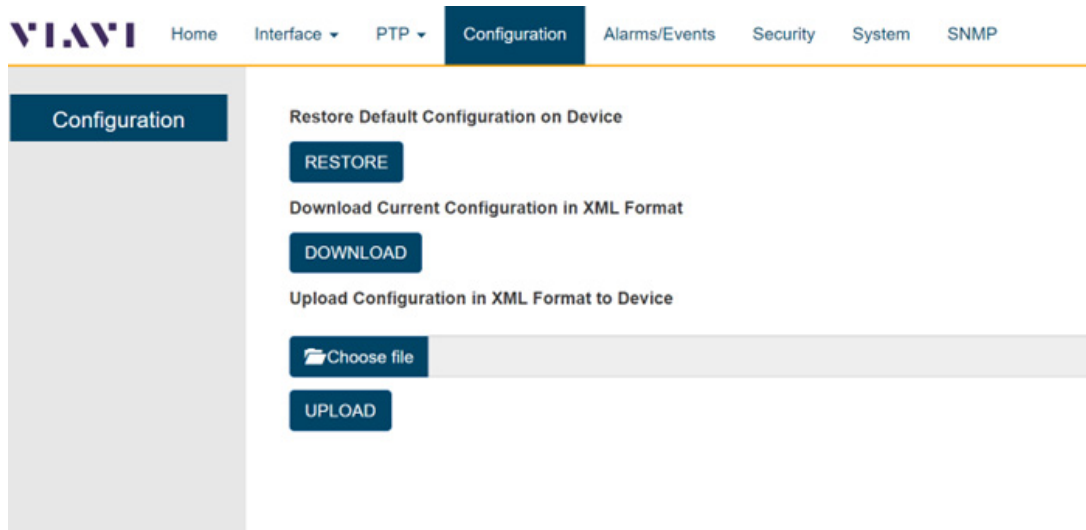 VIAVI Home Interface PTP Configuration Alarms/Events Security System SNMP
Configuration
Restore Default Configuration on Device
RESTORE
Download Current Configuration in XML Format
DOWNLOAD
Upload Configuration in XML Format to Device
Choose file
UPLOAD